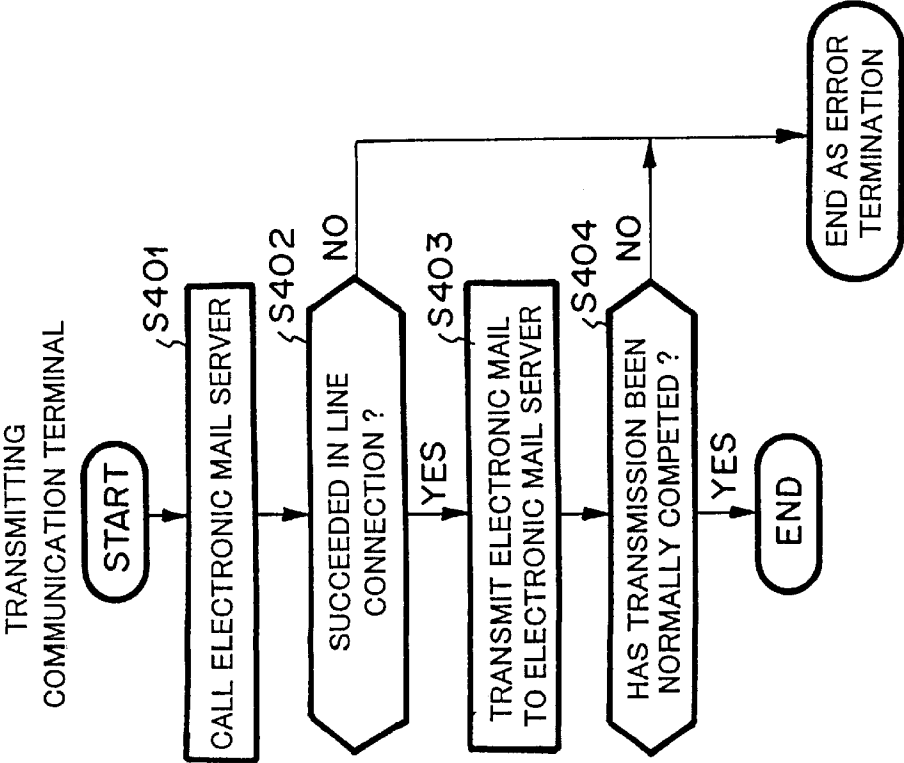 TRANSMITTING
COMMUNICATION TERMINAL
START
S401
CALL ELECTRONIC MAIL SERVER
S402
SUCCEEDED IN LINE
CONNECTION ?
NO
YES
S403
TRANSMIT ELECTRONIC MAIL
TO ELECTRONIC MAIL SERVER
S404
HAS TRANSMISSION BEEN
NORMALLY COMPETED ?
NO
YES
END
END AS ERROR
TERMINATION